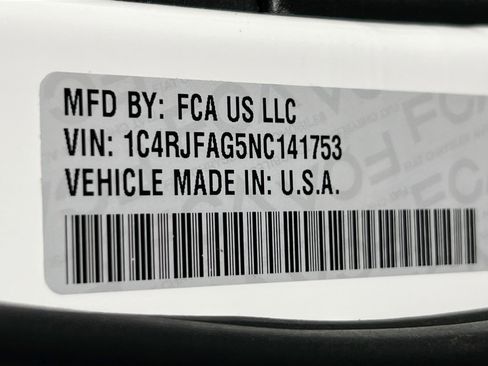 MFD BY: FCA US LLC
VIN: 1C4RJFAG5NC141753
VEHICLE MADE IN: U.S.A.